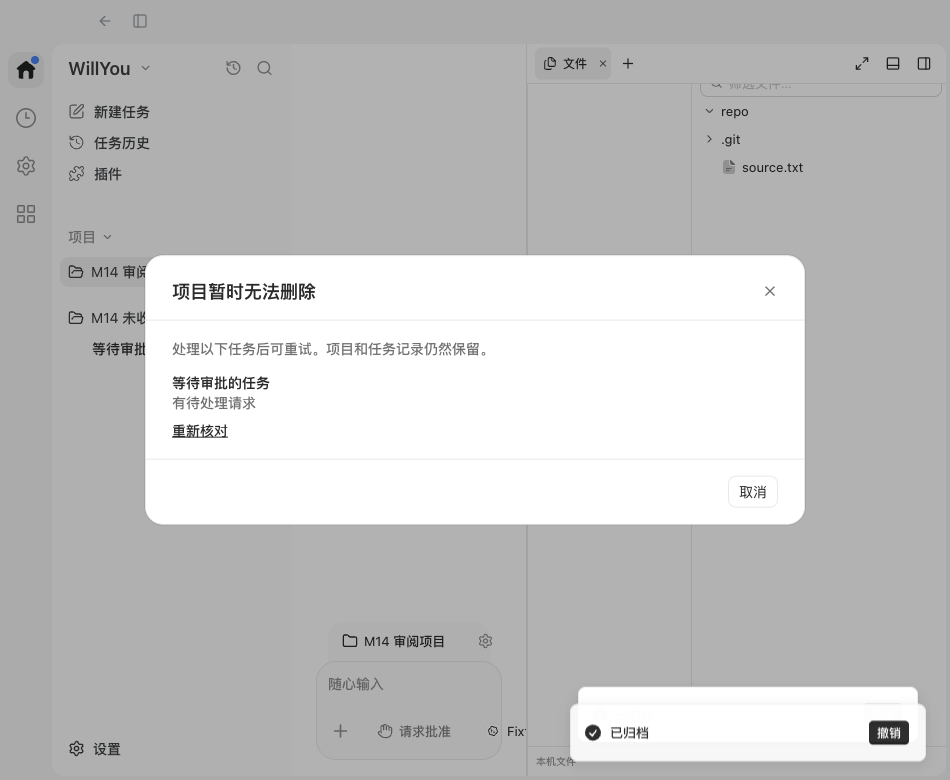 WillYou
文件
新建任务
任务历史
插件
项目
M14 审阅
M14 未收
等待审批
筛选文件...
repo
.git
source.txt
项目暂时无法删除
处理以下任务后可重试。项目和任务记录仍然保留。
等待审批的任务
有待处理请求
重新核对
取消
M14 审阅项目
随心输入
请求批准
Fix
设置
本机文件
已归档
撤销